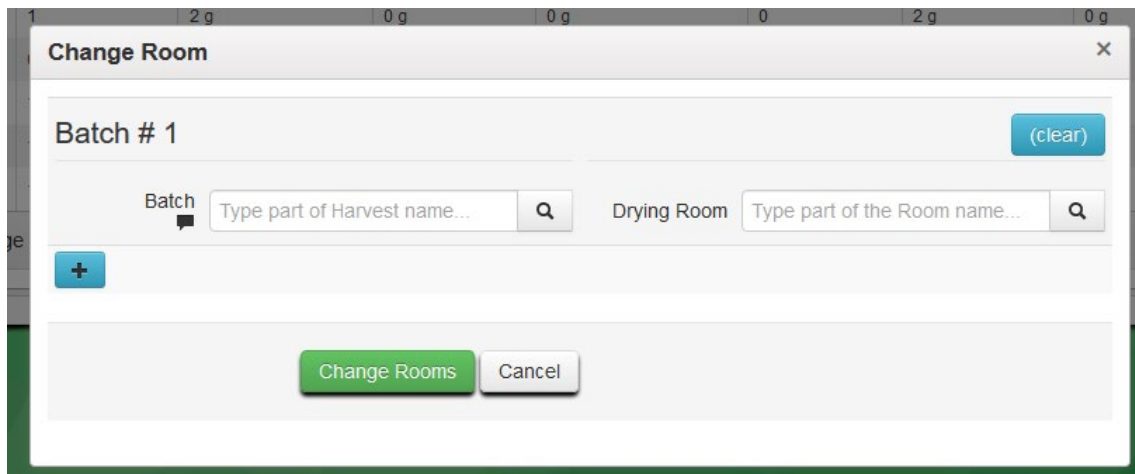 1 2 g 0 g 0 g 0 2 g 0 g
Change Room ×
Batch # 1 (clear)
Batch Type part of Harvest name... Drying Room Type part of the Room name...
+
Change Rooms Cancel